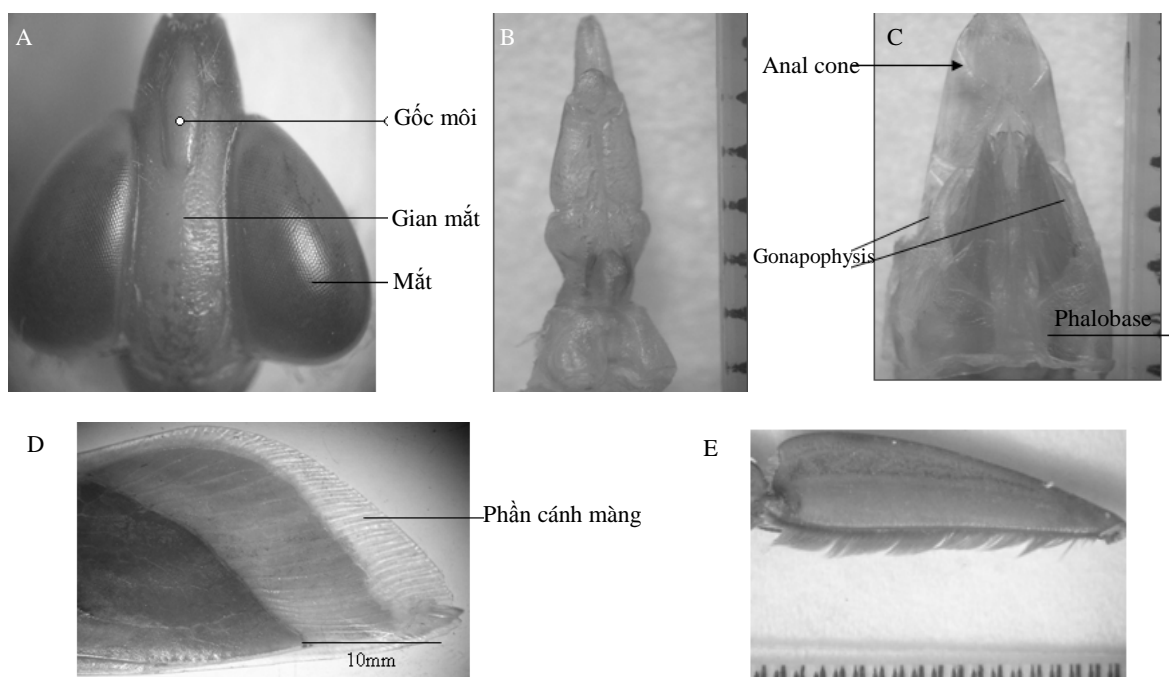 A
B
C
Anal cone
Gốc môi
Gian mắt
Mắt
Gonapophysis
Phalobase
D
E
Phần cánh màng
10mm